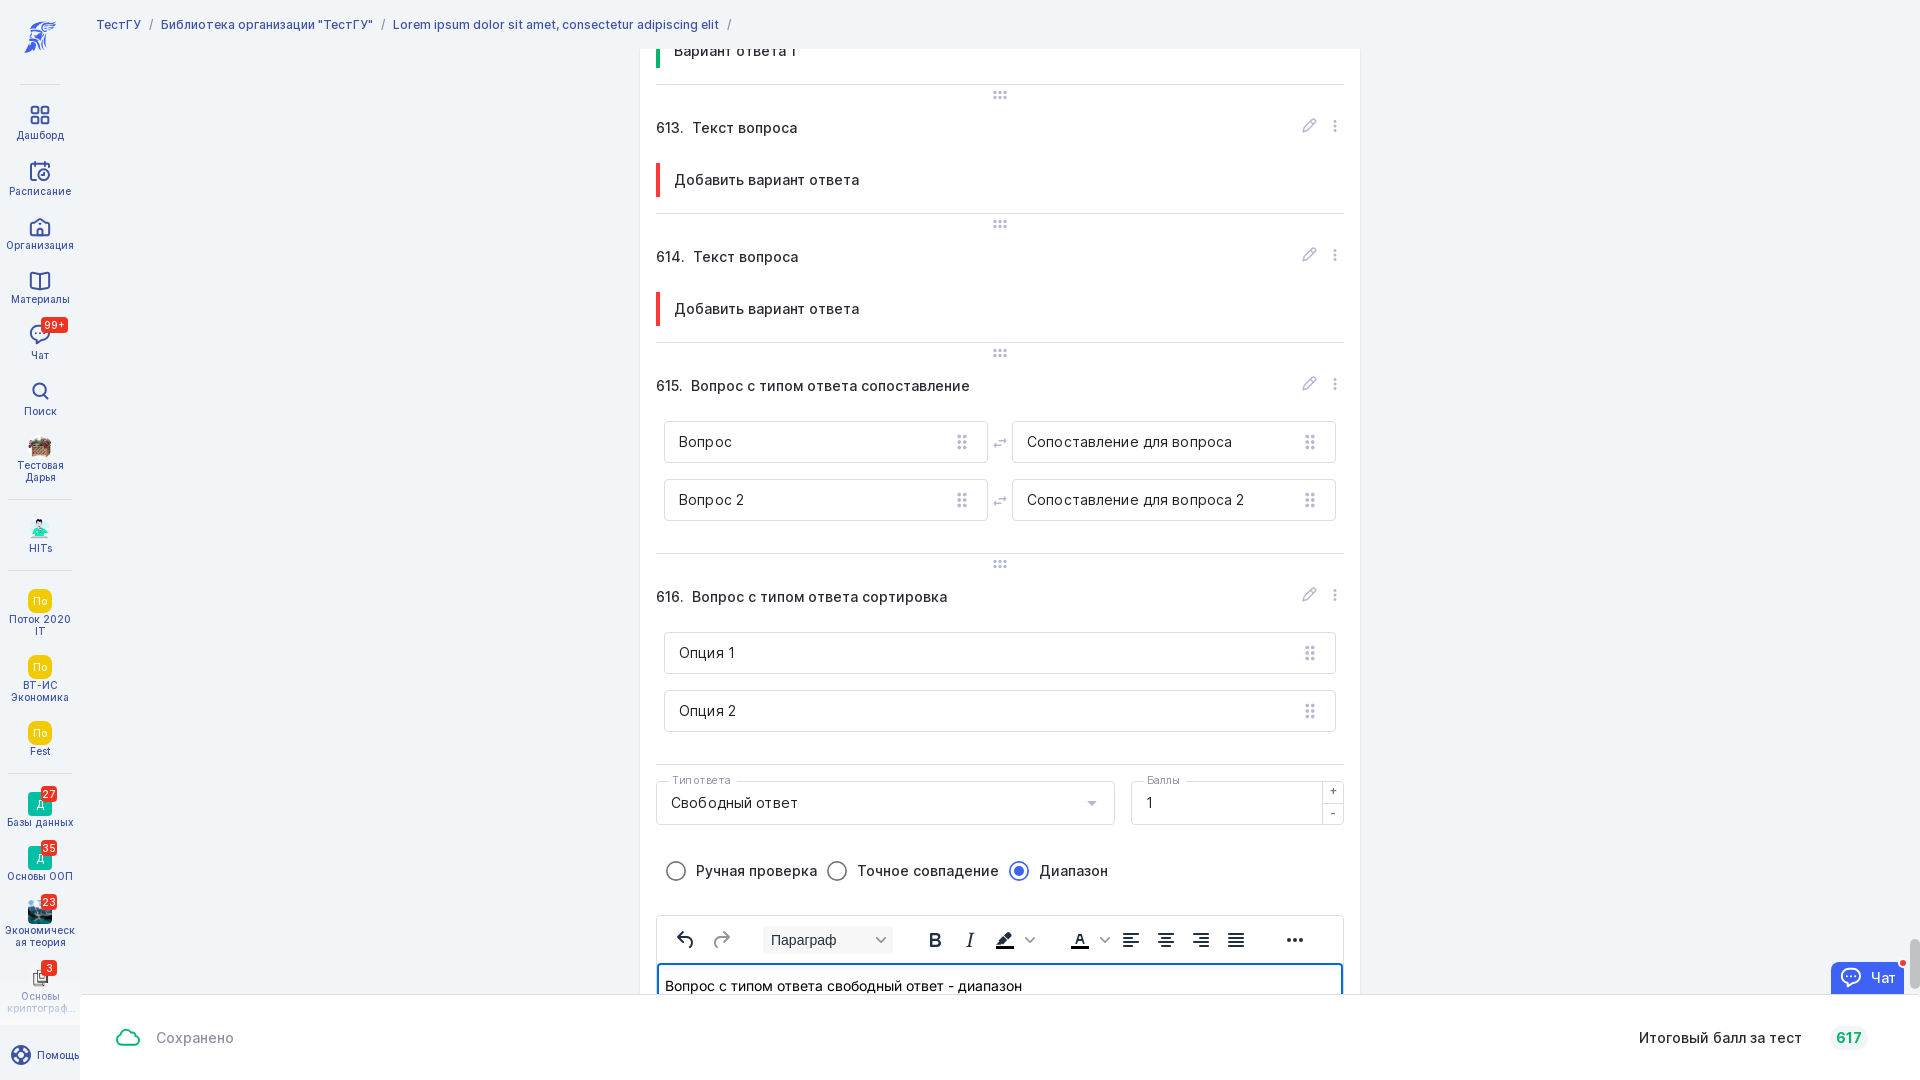 ТестГУ / Библиотека организации "ТестГУ" / Lorem ipsum dolor sit amet, consectetur adipiscing elit /
Дашборд
Расписание
Организация
Материалы
99+
Чат
Поиск
Тестовая
Дарья
HITs
По
Поток 2020
IT
По
ВТ-ИС
Экономика
По
Fest
27
Д
Базы данных
35
Д
Основы ООП
23
Экономическ
ая теория
3
Основы
криптограф...
Помощь
Вариант ответа 1
613. Текст вопроса
Добавить вариант ответа
614. Текст вопроса
Добавить вариант ответа
615. Вопрос с типом ответа сопоставление
Вопрос
Сопоставление для вопроса
Вопрос 2
Сопоставление для вопроса 2
616. Вопрос с типом ответа сортировка
Опция 1
Опция 2
Тип ответа
Свободный ответ
Баллы
1
+
-
Ручная проверка
Точное совпадение
Диапазон
Параграф
Вопрос с типом ответа свободный ответ - диапазон
Чат
Сохранено
Итоговый балл за тест 617